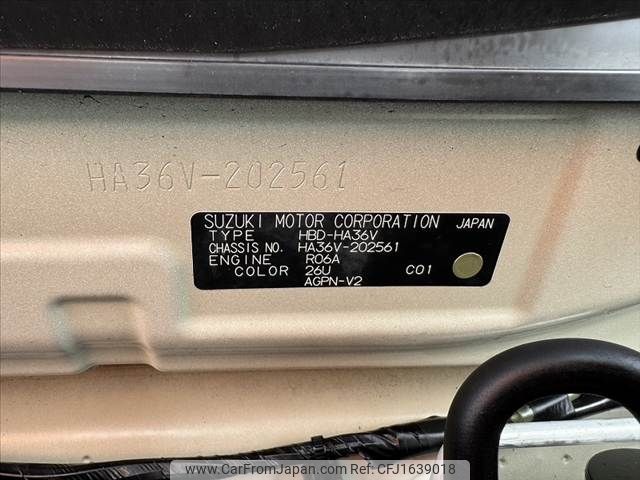 HA36V-202561
SUZUKI MOTOR CORPORATION JAPAN
TYPE HBD-HA36V
CHASSIS NO. HA36V-202561
ENGINE R06A
COLOR 26U C01
AGPN-V2
www.CarFromJapan.com - Ref No: CFJ1639018